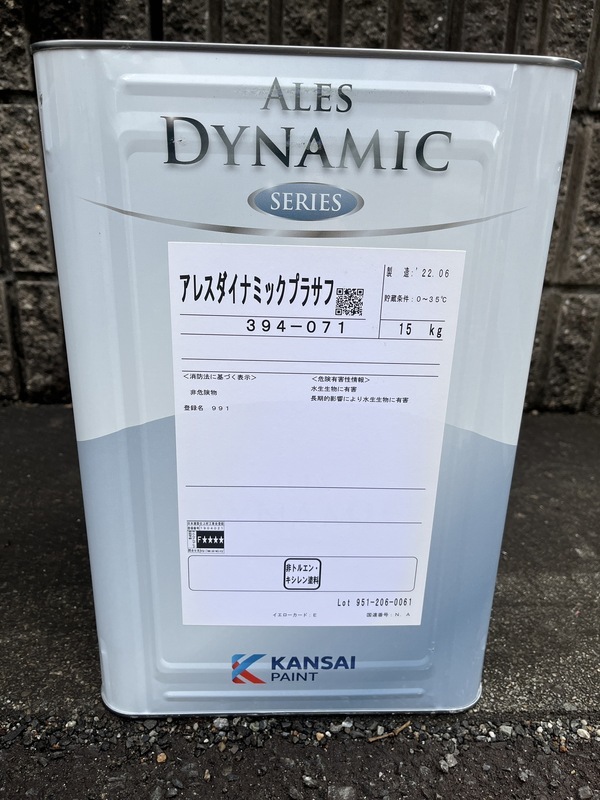 ALES
DYNAMIC
SERIES
アレスダイナミックプラサフ
394-071
製 造:'22.06
貯蔵条件:0~35℃
15 kg
<消防法に基づく表示>
非危険物
登録名 991
<危険有害性情報>
水生生物に有害
長期的影響により水生生物に有害
F★★★★
非トルエン・
キシレン塗料
Lot 951-206-0061
イエローカード:E
国連番号:N.A
KANSAI
PAINT